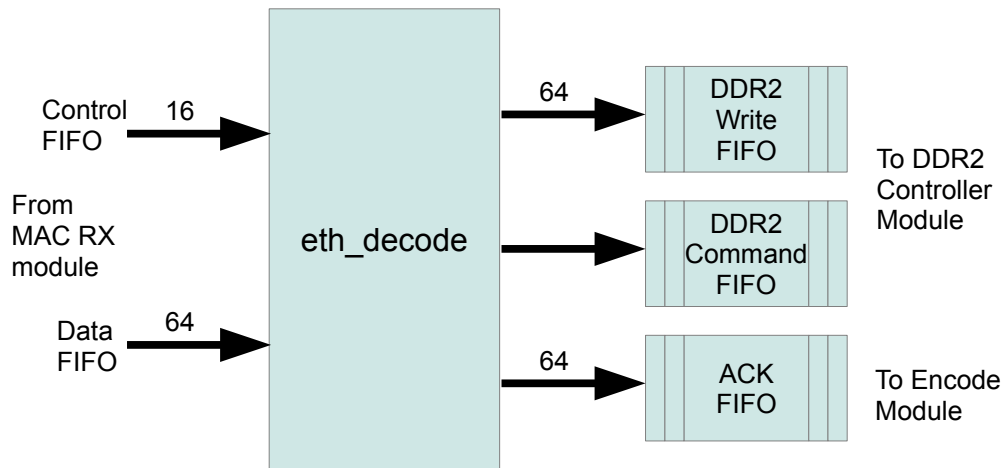 Control
FIFO
16
From
MAC RX
module
Data
FIFO
64
eth_decode
64
DDR2
Write
FIFO
DDR2
Command
FIFO
To DDR2
Controller
Module
64
ACK
FIFO
To Encode
Module